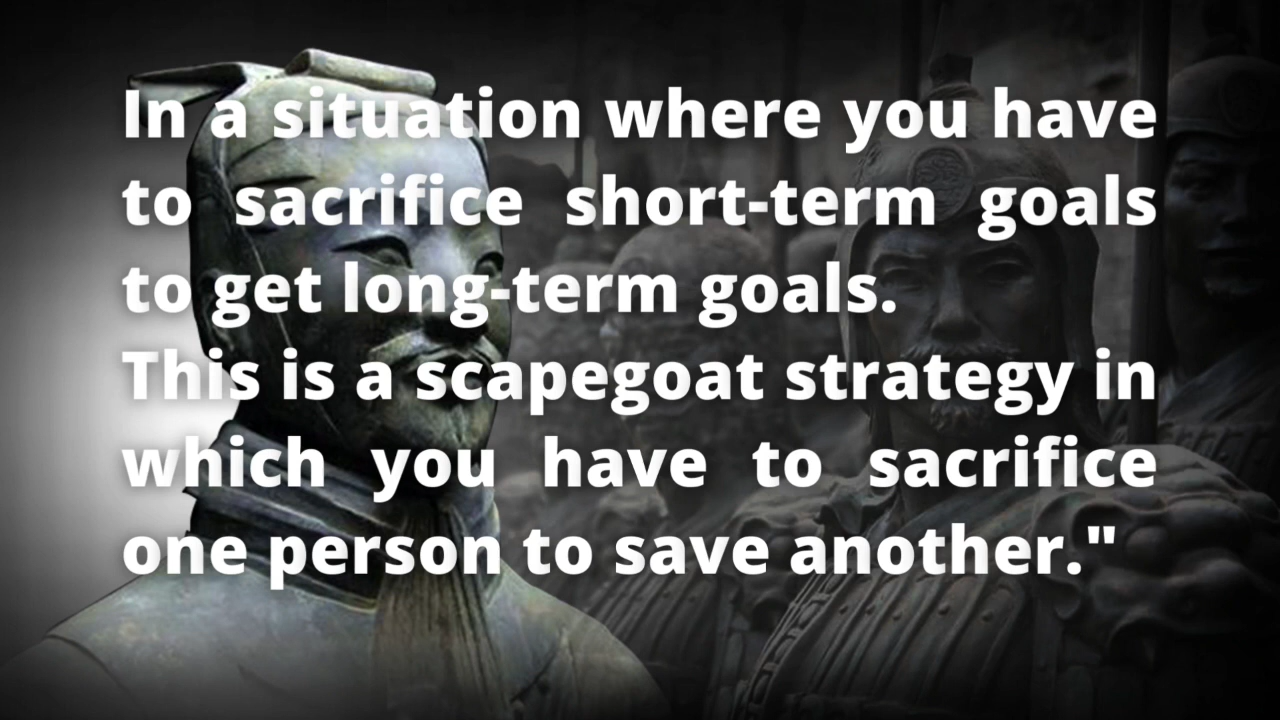 In a situation where you have
to sacrifice short-term goals
to get long-term goals.
This is a scapegoat strategy in
which you have to sacrifice
one person to save another."